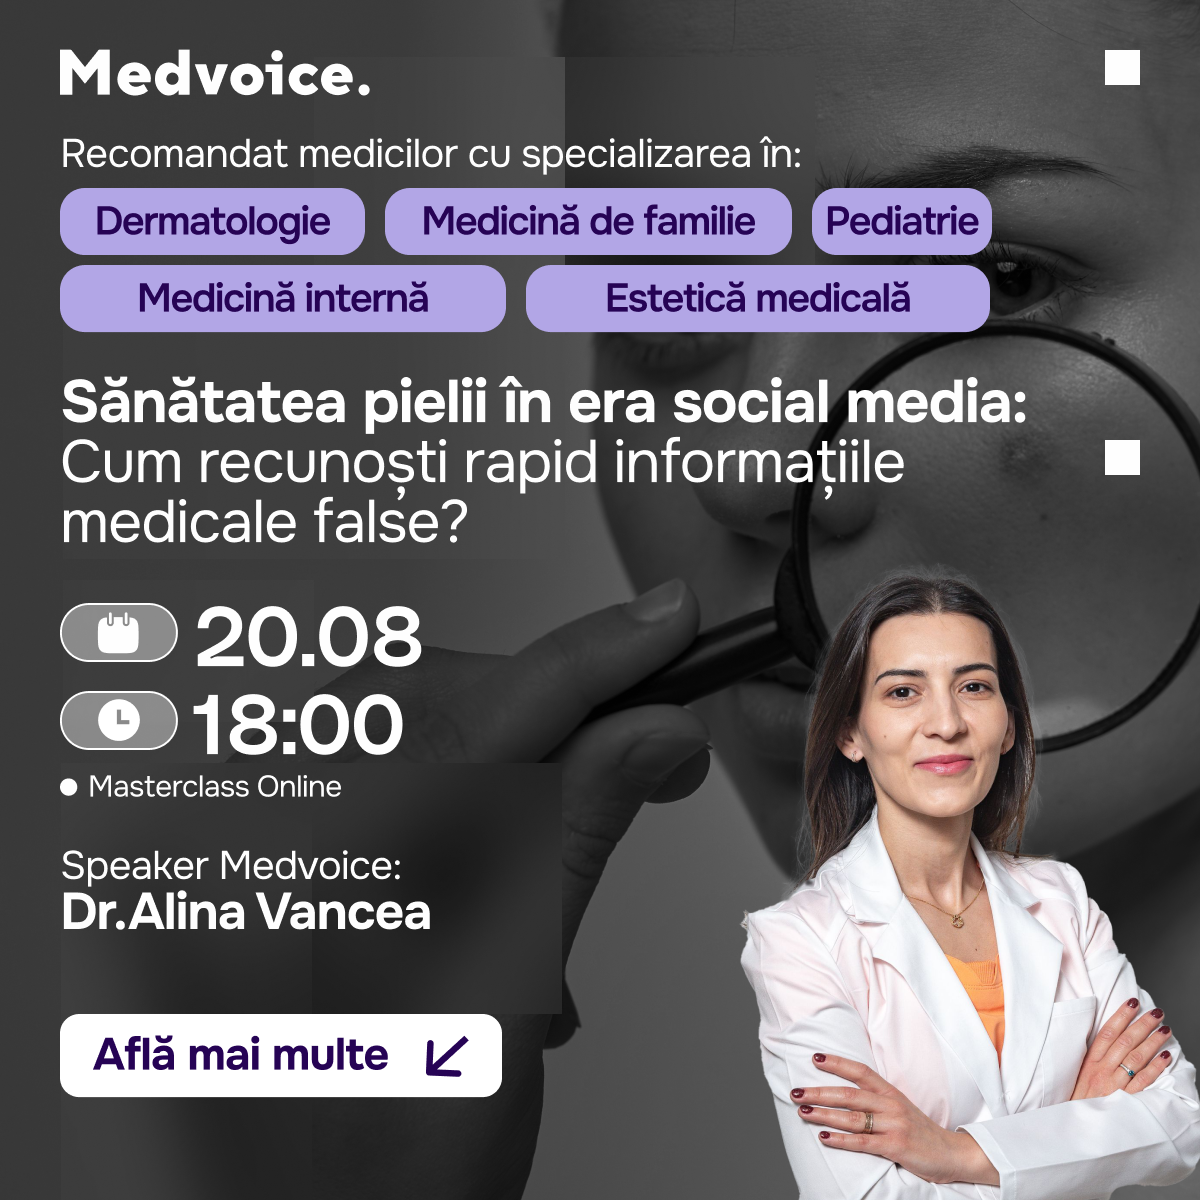 Medvoice.
Recomandat medicilor cu specializarea în:
Dermatologie Medicină de familie Pediatrie
Medicină internă Estetică medicală
Sănătatea pielii în era social media:
Cum recunoști rapid informațiile
medicale false?
20.08
18:00
Masterclass Online
Speaker Medvoice:
Dr.Alina Vancea
Află mai multe